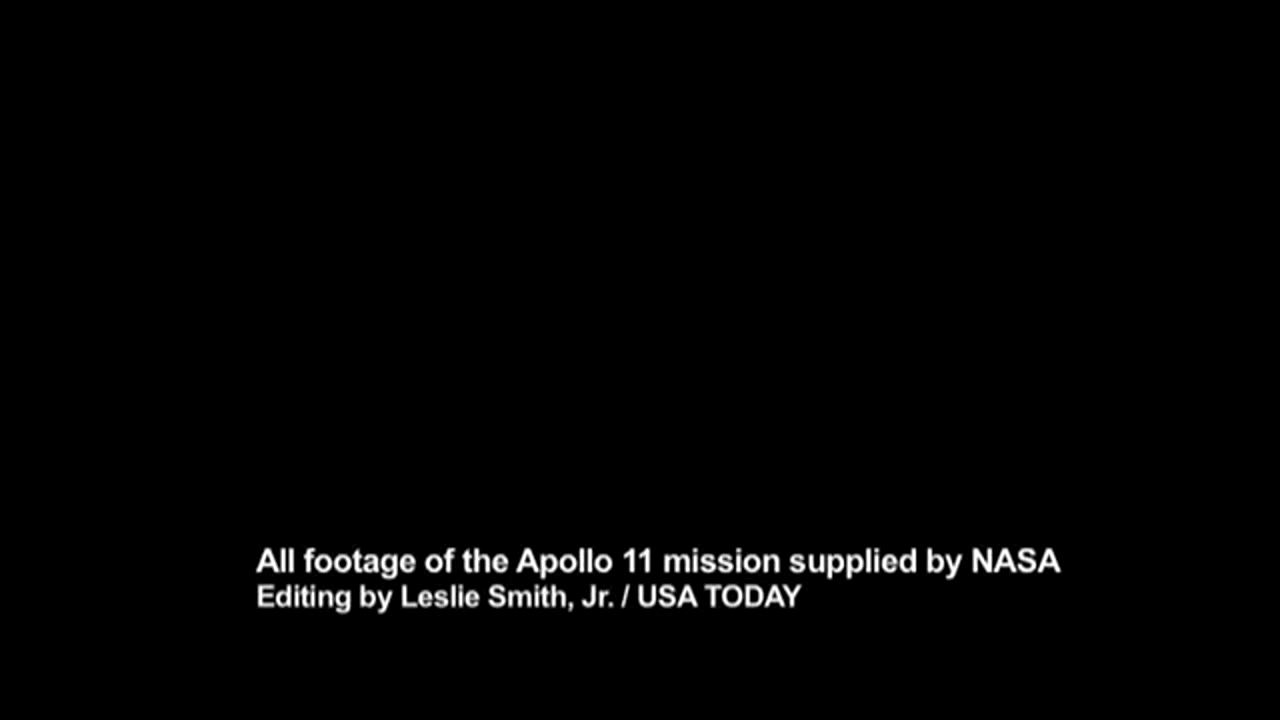 All footage of the Apollo 11 mission supplied by NASA
Editing by Leslie Smith, Jr. / USA TODAY